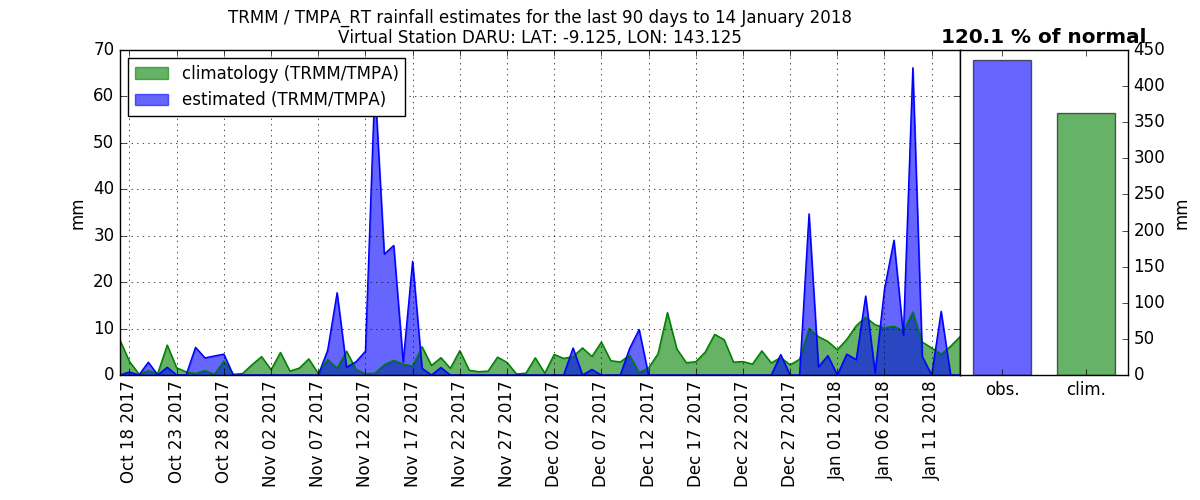 TRMM / TMPA_RT rainfall estimates for the last 90 days to 14 January 2018
Virtual Station DARU: LAT: -9.125, LON: 143.125
120.1 % of normal
climatology (TRMM/TMPA)
estimated (TRMM/TMPA)
70
60
50
40
30
20
10
0
mm
Oct 18 2017
Oct 23 2017
Oct 28 2017
Nov 02 2017
Nov 07 2017
Nov 12 2017
Nov 17 2017
Nov 22 2017
Nov 27 2017
Dec 02 2017
Dec 07 2017
Dec 12 2017
Dec 17 2017
Dec 22 2017
Dec 27 2017
Jan 01 2018
Jan 06 2018
Jan 11 2018
obs.
clim.
450
400
350
300
250
200
150
100
50
0
mm